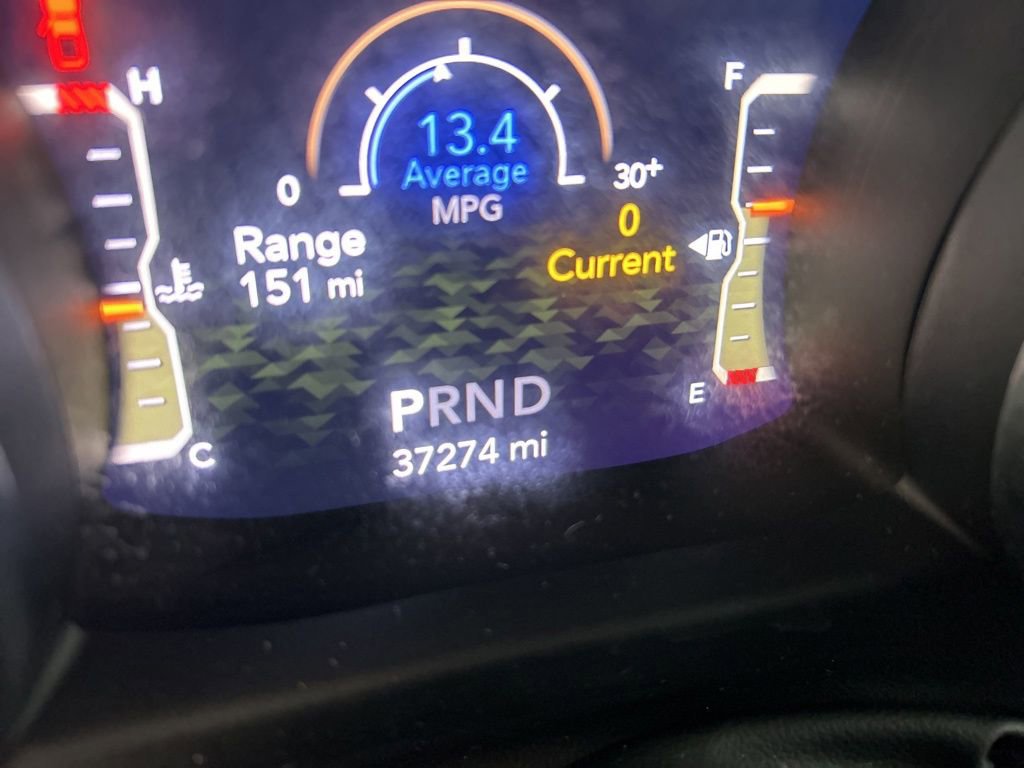 H
F
13.4
Average
MPG
0
30+
0
Current
Range
151 mi
PRND
37274 mi
E
C